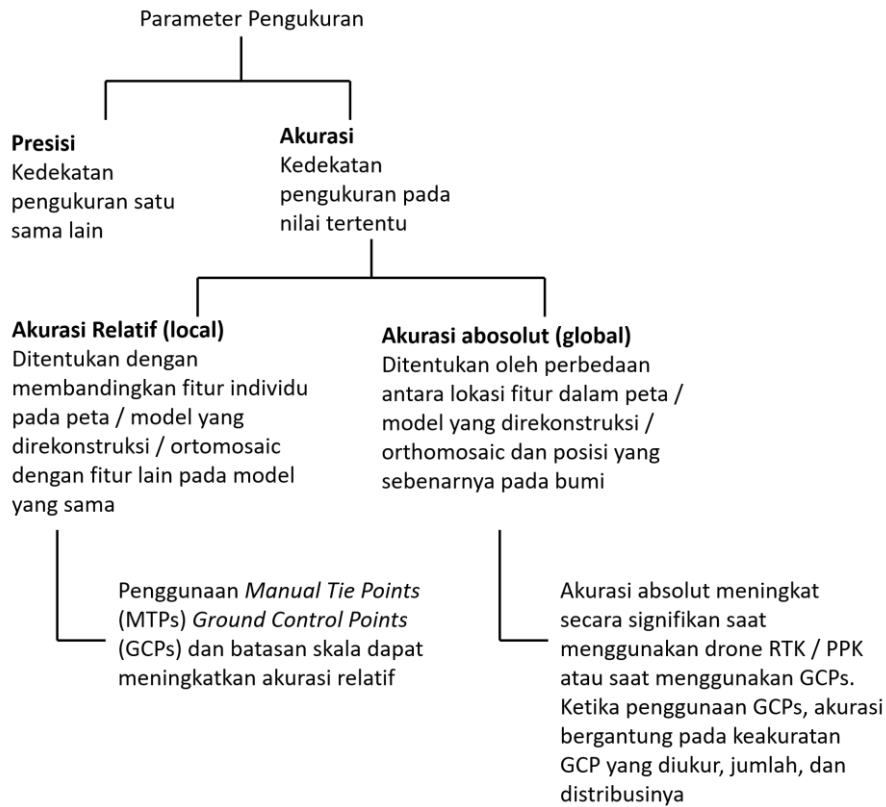 Parameter Pengukuran
Presisi
Kedekatan
pengukuran satu
sama lain
Akurasi
Kedekatan
pengukuran pada
nilai tertentu
Akurasi Relatif (local)
Ditentukan dengan
membandingkan fitur individu
pada peta / model yang
direkonstruksi / ortomosaic
dengan fitur lain pada model
yang sama
Akurasi abosolut (global)
Ditentukan oleh perbedaan
antara lokasi fitur dalam peta /
model yang direkonstruksi /
orthomosaic dan posisi yang
sebenarnya pada bumi
Penggunaan Manual Tie Points
(MTPs) Ground Control Points
(GCPs) dan batasan skala dapat
meningkatkan akurasi relatif
Akurasi absolut meningkat
secara signifikan saat
menggunakan drone RTK / PPK
atau saat menggunakan GCPs.
Ketika penggunaan GCPs, akurasi
bergantung pada keakuratan
GCP yang diukur, jumlah, dan
distribusinya